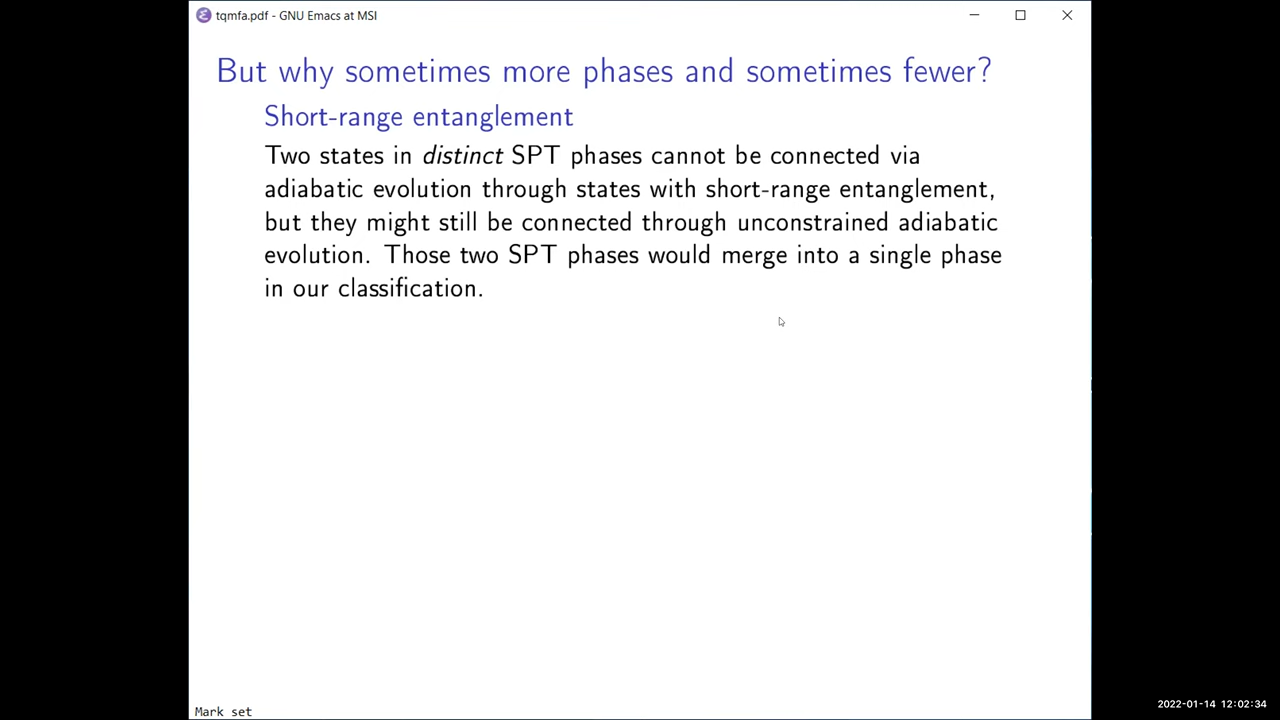 tqmfa.pdf - GNU Emacs at MSI
But why sometimes more phases and sometimes fewer?
Short-range entanglement
Two states in distinct SPT phases cannot be connected via
adiabatic evolution through states with short-range entanglement,
but they might still be connected through unconstrained adiabatic
evolution. Those two SPT phases would merge into a single phase
in our classification.
Mark set
2022-01-14 12:02:34